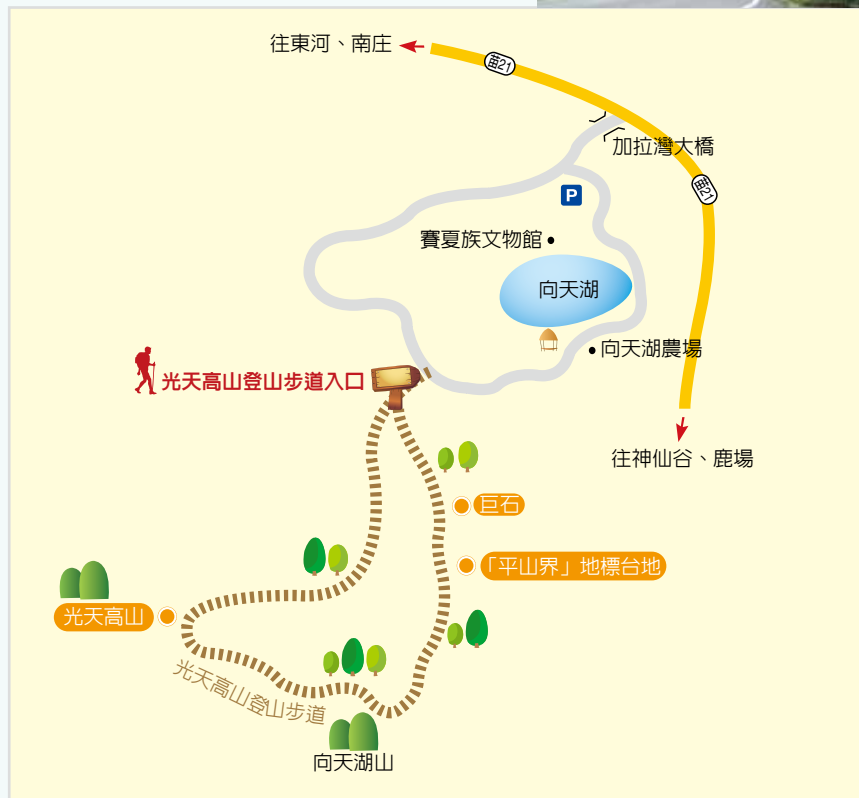 往東河、南庄
苗21
加拉灣大橋
苗21
P
賽夏族文物館
向天湖
向天湖農場
光天高山登山步道入口
往神仙谷、鹿場
巨石
「平山界」地標台地
光天高山
光天高山登山步道
向天湖山